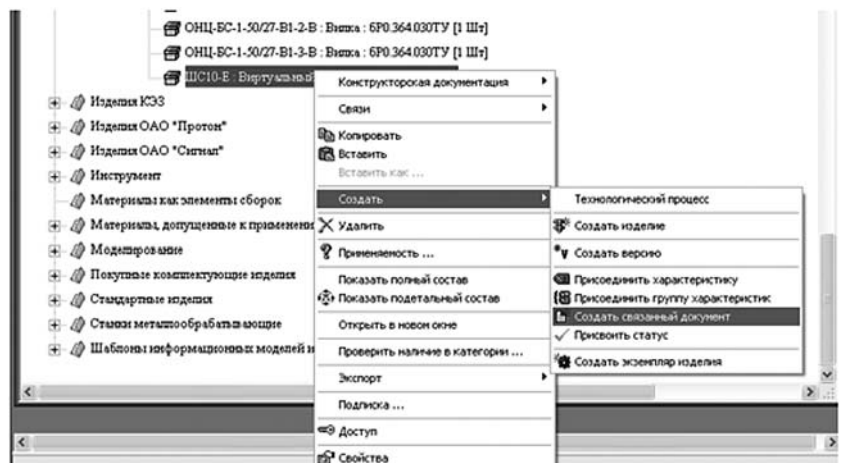 ОНЦ-БС-1-50/27-В1-2-В : Вилка : 6Р0.364.030ТУ [1 Шт]
ОНЦ-БС-1-50/27-В1-3-В : Вилка : 6Р0.364.030ТУ [1 Шт]
ШС10-Е : Виртуальный
Изделия КЭЗ
Изделия ОАО "Протон"
Изделия ОАО "Сигнал"
Инструмент
Материалы как элементы сборок
Материалы, допущенные к применени
Моделирование
Покупные комплектующие изделия
Стандартные изделия
Станки металлообрабатывающие
Шаблоны информационных моделей и
Конструкторская документация
Связи
Копировать
Вставить
Вставить как ...
Создать
Удалить
Применяемость ...
Показать полный состав
Показать подетальный состав
Открыть в новом окне
Проверить наличие в категории ...
Экспорт
Подписка ...
Доступ
Свойства
Технологический процесс
Создать изделие
Создать версию
Присоединить характеристику
Присоединить группу характеристик
Создать связанный документ
Присвоить статус
Создать экземпляр изделия